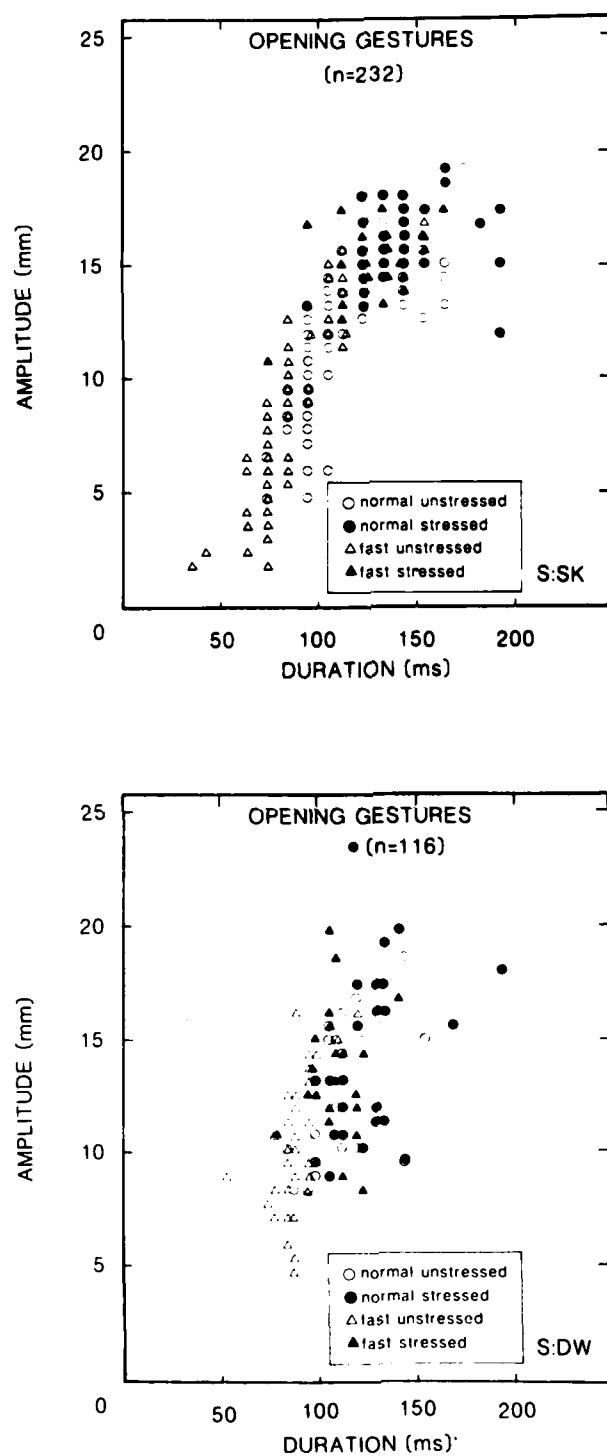 OPENING GESTURES
(n=232)
25
20
15
10
5
0
AMPLITUDE (mm)
normal unstressed
normal stressed
fast unstressed
fast stressed
S:SK
50 100 150 200
DURATION (ms)
OPENING GESTURES
(n=116)
25
20
15
10
5
0
AMPLITUDE (mm)
normal unstressed
normal stressed
fast unstressed
fast stressed
S:DW
50 100 150 200
DURATION (ms)